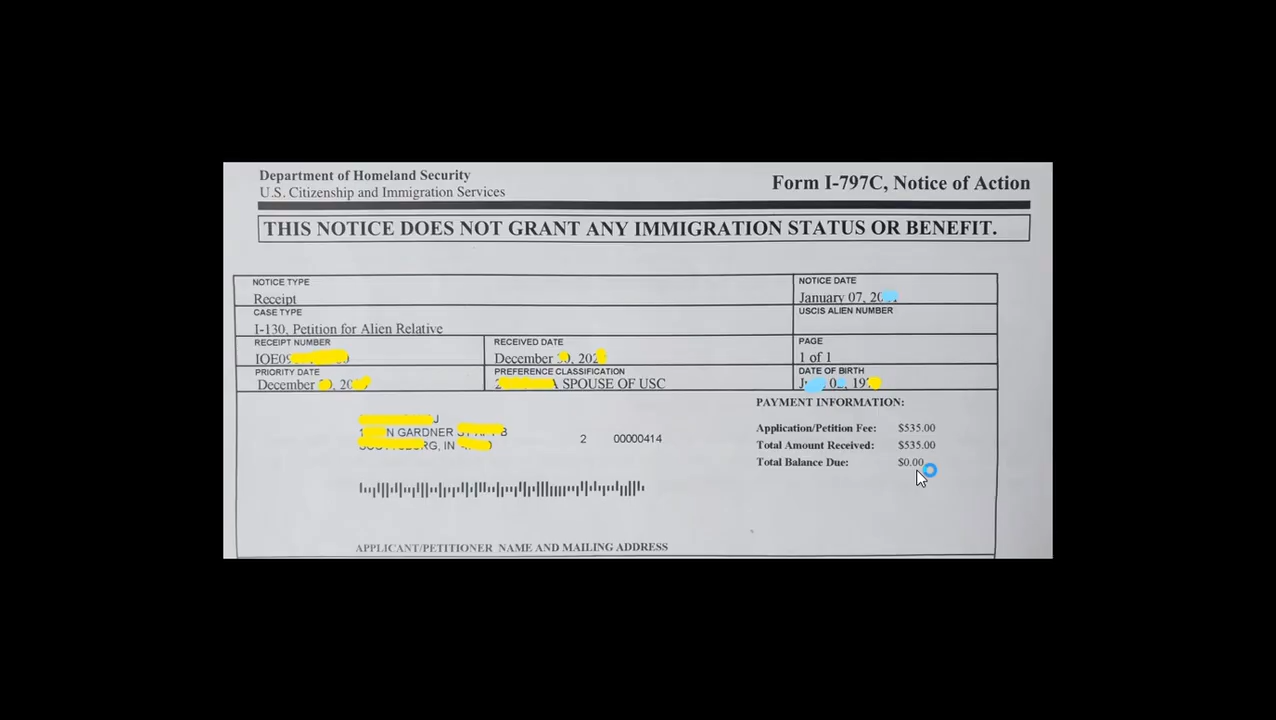 Department of Homeland Security
U.S. Citizenship and Immigration Services
Form I-797C, Notice of Action
THIS NOTICE DOES NOT GRANT ANY IMMIGRATION STATUS OR BENEFIT.
NOTICE TYPE
Receipt
NOTICE DATE
January 07, 20
CASE TYPE
I-130, Petition for Alien Relative
USCIS ALIEN NUMBER
RECEIPT NUMBER
RECEIVED DATE
December 202
PAGE
1 of 1
PRIORITY DATE
December 20
PREFERENCE CLASSIFICATION
A SPOUSE OF USC
DATE OF BIRTH
PAYMENT INFORMATION:
Application/Petition Fee: $535.00
Total Amount Received: $535.00
Total Balance Due: $0.00
J
N GARDNER B
IN
2 00000414
APPLICANT/PETITIONER NAME AND MAILING ADDRESS